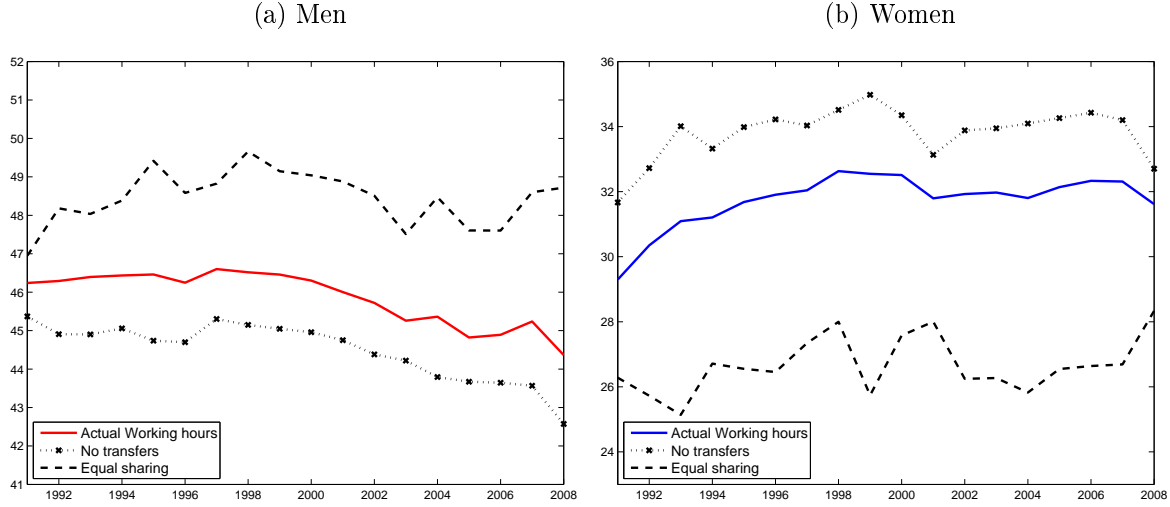 (a) Men
52
51
50
49
48
47
46
45
44
43
42
41
Actual Working hours
No transfers
Equal sharing
1992 1994 1996 1998 2000 2002 2004 2006 2008
(b) Women
36
34
32
30
28
26
24
Actual Working hours
No transfers
Equal sharing
1992 1994 1996 1998 2000 2002 2004 2006 2008